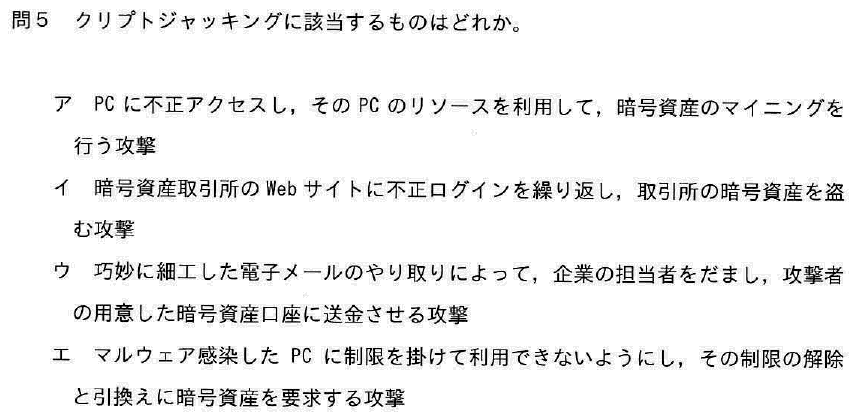 問5 クリプトジャッキングに該当するものはどれか。
ア PCに不正アクセスし，そのPCのリソースを利用して，暗号資産のマイニングを
行う攻撃
イ 暗号資産取引所のWebサイトに不正ログインを繰り返し，取引所の暗号資産を盗
む攻撃
ウ 巧妙に細工した電子メールのやり取りによって，企業の担当者をだまし，攻撃者
の用意した暗号資産口座に送金させる攻撃
エ マルウェア感染したPCに制限を掛けて利用できないようにし，その制限の解除
と引換えに暗号資産を要求する攻撃